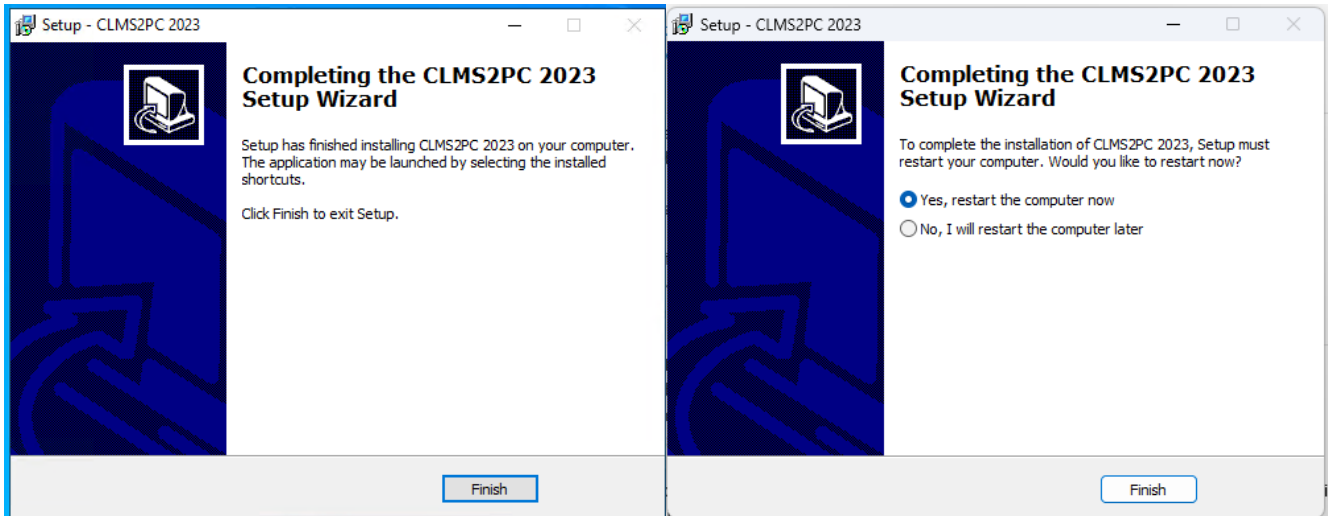 Setup - CLMS2PC 2023
Completing the CLMS2PC 2023
Setup Wizard
Setup has finished installing CLMS2PC 2023 on your computer.
The application may be launched by selecting the installed
shortcuts.
Click Finish to exit Setup.
Finish
Setup - CLMS2PC 2023
Completing the CLMS2PC 2023
Setup Wizard
To complete the installation of CLMS2PC 2023, Setup must
restart your computer. Would you like to restart now?
Yes, restart the computer now
No, I will restart the computer later
Finish